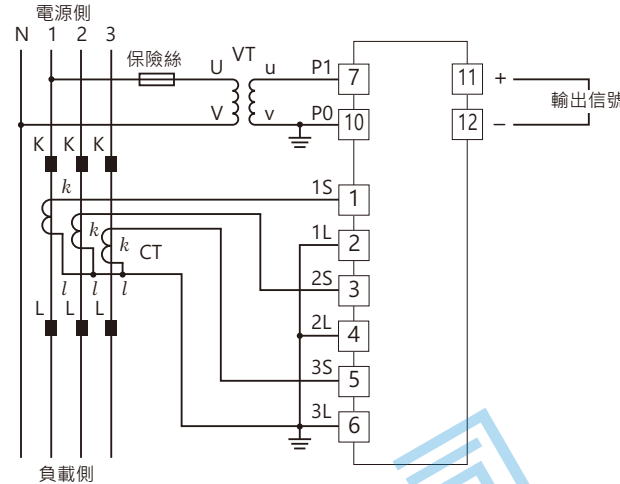 電源側
N 1 2 3
保險絲
U VT u P1 7 11 +
輸出信號
V v P0 10 12 −
K K K
k 1S 1
k k CT 1L 2
l l l 2S 3
L L L 2L 4
3S 5
3L 6
負載側